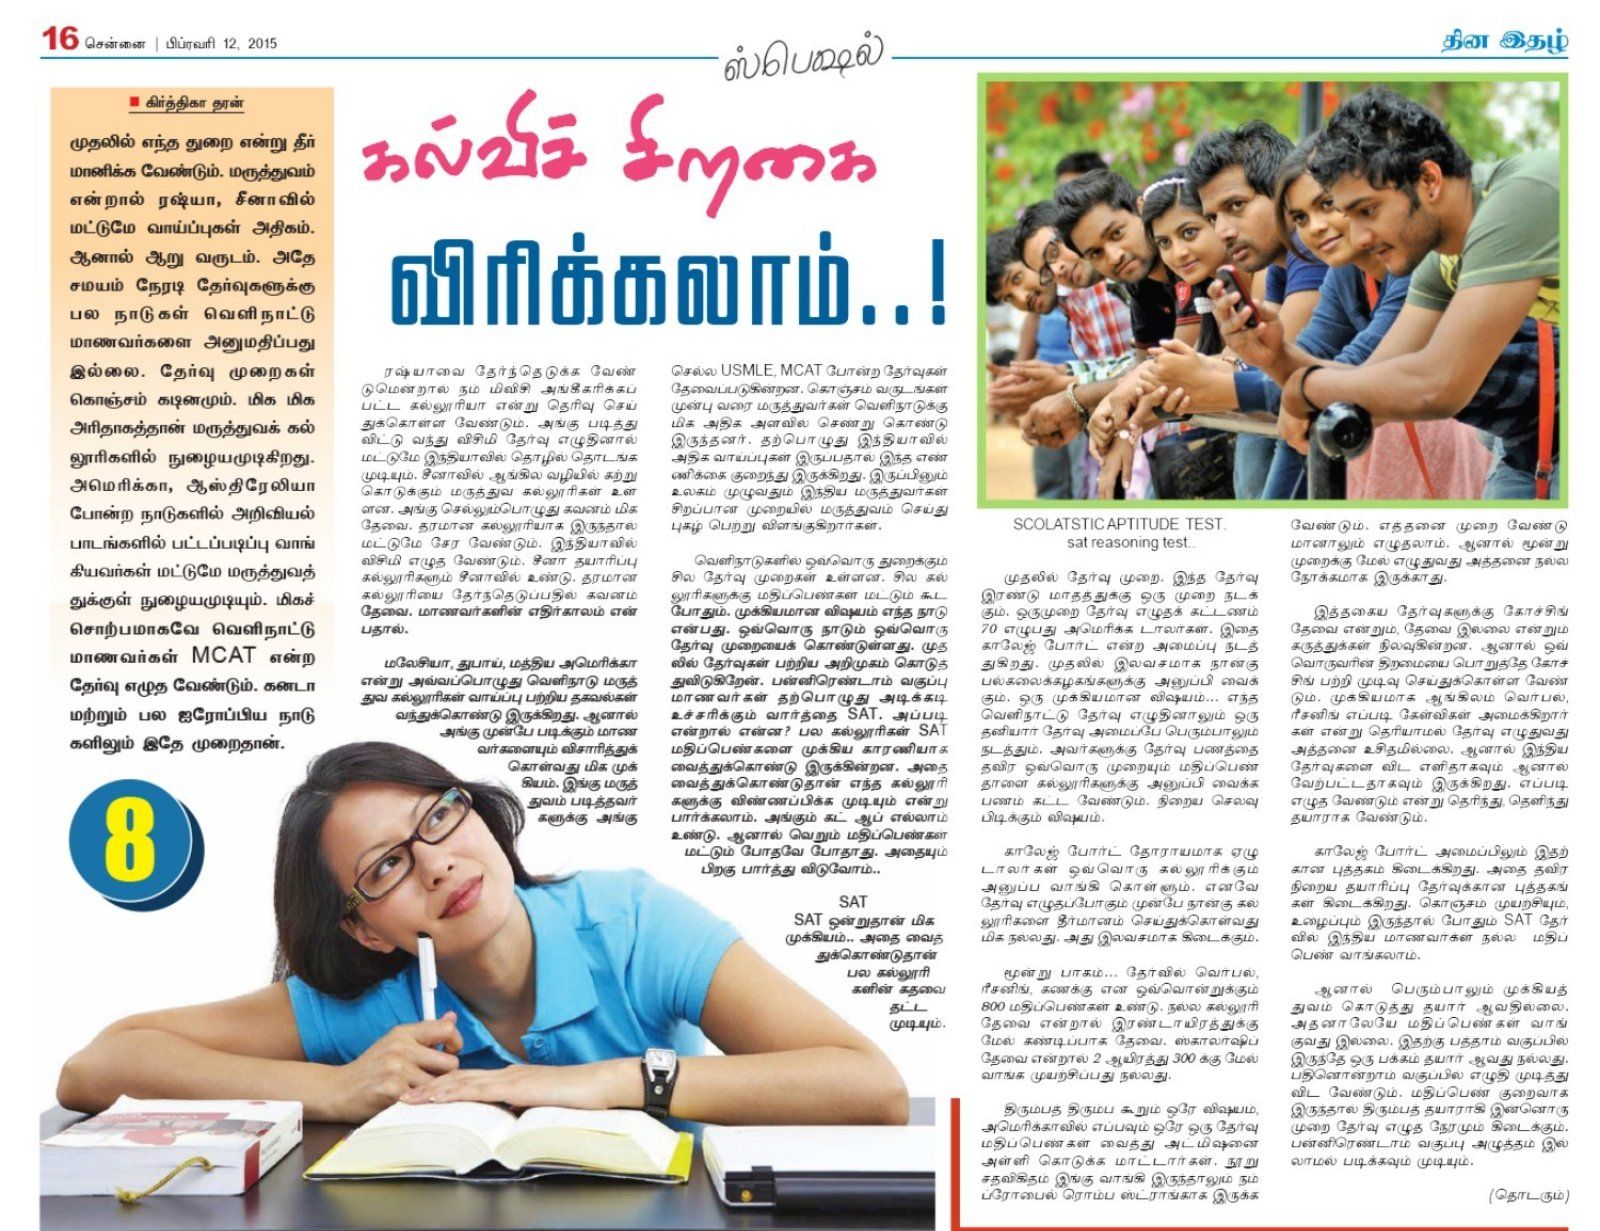 16 சென்னை | பிப்ரவரி 12, 2015
ஸ்பெஷல்
தின இதழ்
கல்விச் சிறகை
விரிக்கலாம்..!
■ கிர்த்திகா தரன்
முதலில் எந்த துறை என்று தீர்
மானிக்க வேண்டும். மருத்துவம்
என்றால் ரஷ்யா, சீனாவில்
மட்டுமே வாய்ப்புகள் அதிகம்.
ஆனால் ஆறு வருடம். அதே
சமயம் நேரடி தேர்வுகளுக்கு
பல நாடுகள் வெளிநாட்டு
மாணவர்களை அனுமதிப்பது
இல்லை. தேர்வு முறைகள்
கொஞ்சம் கடினமும். மிக மிக
அரிதாகத்தான் மருத்துவக் கல்
லூரிகளில் நுழையமுடிகிறது.
அமெரிக்கா, ஆஸ்திரேலியா
போன்ற நாடுகளில் அறிவியல்
பாடங்களில் பட்டப்படிப்பு வாங்
கியவர்கள் மட்டுமே மருத்துவத்
துக்குள் நுழையமுடியும். மிகச்
சொற்பமாகவே வெளிநாட்டு
மாணவர்கள் MCAT என்ற
தேர்வு எழுத வேண்டும். கனடா
மற்றும் பல ஐரோப்பிய நாடு
களிலும் இதே முறைதான்.
8
ரஷ்யாவை தேர்ந்தெடுக்க வேண்
டுமென்றால் நம் மிவிசி அங்கீகரிக்கப்
பட்ட கல்லூரியா என்று தெரிவு செய்
துக்கொள்ள வேண்டும். அங்கு படித்து
விட்டு வந்து விசிமி தேர்வு எழுதினால்
மட்டுமே இந்தியாவில் தொழில் தொடங்க
முடியும். சீனாவில் ஆங்கில வழியில் கற்று
கொடுக்கும் மருத்துவ கல்லூரிகள் உள்
ளன. அங்கு செல்லும்பொழுது கவனம் மிக
தேவை. தரமான கல்லூரியாக இருந்தால்
மட்டுமே சேர வேண்டும். இந்தியாவில்
விசிமி எழுத வேண்டும். சீனா தயாரிப்பு
கல்லூரிகளும் சீனாவில் உண்டு. தரமான
கல்லூரியை தேர்ந்தெடுப்பதில் கவனம்
தேவை. மாணவர்களின் எதிர்காலம் என்
பதால்.
மலேசியா, துபாய், மத்திய அமெரிக்கா
என்று அவ்வப்பொழுது வெளிநாடு மருத்
துவ கல்லூரிகள் வாய்ப்பு பற்றிய தகவல்கள்
வந்துக்கொண்டு இருக்கிறது. ஆனால்
அங்கு முன்பே படிக்கும் மாண
வர்களையும் விசாரித்துக்
கொள்வது மிக முக்
கியம். இங்கு மருத்
துவம் படித்தவர்
களுக்கு அங்கு
செல்ல USMLE, MCAT போன்ற தேர்வுகள்
தேவைப்படுகின்றன. கொஞ்சம் வருடங்கள்
முன்பு வரை மருத்துவர்கள் வெளிநாடுக்கு
மிக அதிக அளவில் சென்று கொண்டு
இருந்தனர். தற்பொழுது இந்தியாவில்
அதிக வாய்ப்புகள் இருப்பதால் இந்த எண்
ணிக்கை குறைந்து இருக்கிறது. இருப்பினும்
உலகம் முழுவதும் இந்திய மருத்துவர்கள்
சிறப்பான முறையில் மருத்துவம் செய்து
புகழ் பெற்று விளங்குகிறார்கள்.
வெளிநாடுகளில் ஒவ்வொரு துறைக்கும்
சில தேர்வு முறைகள் உள்ளன. சில கல்
லூரிகளுக்கு மதிப்பெண்கள் மட்டும் கூட
போதும். முக்கியமான விஷயம் எந்த நாடு
என்பது. ஒவ்வொரு நாடும் ஒவ்வொரு
தேர்வு முறையைக் கொண்டுள்ளது. முத
லில் தேர்வுகள் பற்றிய அறிமுகம் கொடுத்
துவிடுகிறேன். பன்னிரெண்டாம் வகுப்பு
மாணவர்கள் தற்பொழுது அடிக்கடி
உச்சரிக்கும் வார்த்தை SAT. அப்படி
என்றால் என்ன? பல கல்லூரிகள் SAT
மதிப்பெண்களை முக்கிய காரணியாக
வைத்துக்கொண்டு இருக்கின்றன. அதை
வைத்துக்கொண்டுதான் எந்த கல்லூரி
களுக்கு விண்ணப்பிக்க முடியும் என்று
பார்க்கலாம். அங்கும் கட் ஆப் எல்லாம்
உண்டு. ஆனால் வெறும் மதிப்பெண்கள்
மட்டும் போதவே போதாது. அதையும்
பிறகு பார்த்து விடுவோம்..
SAT
SAT ஒன்றுதான் மிக
முக்கியம்.. அதை வைத்
துக்கொண்டுதான்
பல கல்லூரி
களின் கதவை
தட்ட
முடியும்.
SCOLATSTIC APTITUDE TEST.
sat reasoning test..
முதலில் தேர்வு முறை. இந்த தேர்வு
இரண்டு மாதத்துக்கு ஒரு முறை நடக்
கும். ஒருமுறை தேர்வு எழுதக் கட்டணம்
70 எழுபது அமெரிக்க டாலர்கள். இதை
காலேஜ் போர்ட் என்ற அமைப்பு நடத்
துகிறது. முதலில் இலவசமாக நான்கு
பல்கலைக்கழகங்களுக்கு அனுப்பி வைக்
கும். ஒரு முக்கியமான விஷயம்... எந்த
வெளிநாட்டு தேர்வு எழுதினாலும் ஒரு
தனியார் தேர்வு அமைப்பே பெரும்பாலும்
நடத்தும். அவர்களுக்கு தேர்வு பணத்தை
தவிர ஒவ்வொரு முறையும் மதிப்பெண்
தாளை கல்லூரிகளுக்கு அனுப்பி வைக்க
பணம் கட்ட வேண்டும். நிறைய செலவு
பிடிக்கும் விஷயம்.
காலேஜ் போர்ட் தோராயமாக ஏழு
டாலர்கள் ஒவ்வொரு கல்லூரிக்கும்
அனுப்ப வாங்கி கொள்ளும். எனவே
தேர்வு எழுதப்போகும் முன்பே நான்கு கல்
லூரிகளை தீர்மானம் செய்துக்கொள்வது
மிக நல்லது. அது இலவசமாக கிடைக்கும்.
மூன்று பாகம்... தேர்வில் வெர்பல்,
ரீசனிங், கணக்கு என ஒவ்வொன்றுக்கும்
800 மதிப்பெண்கள் உண்டு. நல்ல கல்லூரி
தேவை என்றால் இரண்டாயிரத்துக்கு
மேல் கண்டிப்பாக தேவை. ஸ்காலர்ஷிப்
தேவை என்றால் 2 ஆயிரத்து 300 க்கு மேல்
வாங்க முயற்சிப்பது நல்லது.
திரும்பத் திரும்ப கூறும் ஒரே விஷயம்,
அமெரிக்காவில் எப்பவும் ஒரே ஒரு தேர்வு
மதிப்பெண்கள் வைத்து அட்மிஷனை
அள்ளி கொடுக்க மாட்டார்கள். நூறு
சதவிகிதம் இங்கு வாங்கி இருந்தாலும் நம்
ப்ரோபைல் ரொம்ப ஸ்ட்ராங்காக இருக்க
வேண்டும். எத்தனை முறை வேண்டு
மானாலும் எழுதலாம். ஆனால் மூன்று
முறைக்கு மேல் எழுதுவது அத்தனை நல்ல
நோக்கமாக இருக்காது.
இத்தகைய தேர்வுகளுக்கு கோச்சிங்
தேவை என்றும், தேவை இல்லை என்றும்
கருத்துக்கள் நிலவுகின்றன. ஆனால் ஒவ்
வொருவரின் திறமையை பொறுத்தே கோச்
சிங் பற்றி முடிவு செய்துக்கொள்ள வேண்
டும். முக்கியமாக ஆங்கிலம் வெர்பல்,
ரீசனிங் எப்படி கேள்விகள் அமைக்கிறார்
கள் என்று தெரியாமல் தேர்வு எழுதுவது
அத்தனை உசிதமில்லை. ஆனால் இந்திய
தேர்வுகளை விட எளிதாகவும் ஆனால்
வேற்பட்டதாகவும் இருக்கிறது. எப்படி
எழுத வேண்டும் என்று தெரிந்து, தெளிந்து
தயாராக வேண்டும்.
காலேஜ் போர்ட் அமைப்பிலும் இதற்
கான புத்தகம் கிடைக்கிறது. அதை தவிர
நிறைய தயாரிப்பு தேர்வுக்கான புத்தகங்
கள் கிடைக்கிறது. கொஞ்சம் முயற்சியும்,
உழைப்பும் இருந்தால் போதும் SAT தேர்
வில் இந்திய மாணவர்கள் நல்ல மதிப்
பெண் வாங்கலாம்.
ஆனால் பெரும்பாலும் முக்கியத்
துவம் கொடுத்து தயார் ஆவதில்லை.
அதனாலேயே மதிப்பெண்கள் வாங்
குவது இல்லை. இதற்கு பத்தாம் வகுப்பில்
இருந்தே ஒரு பக்கம் தயார் ஆவது நல்லது.
பதினொன்றாம் வகுப்பில் எழுதி முடித்து
விட வேண்டும். மதிப்பெண் குறைவாக
இருந்தால் திரும்பத் தயாராகி இன்னொரு
முறை தேர்வு எழுத நேரமும் கிடைக்கும்.
பன்னிரெண்டாம் வகுப்பு அழுத்தம் இல்
லாமல் படிக்கவும் முடியும்.
(தொடரும்)